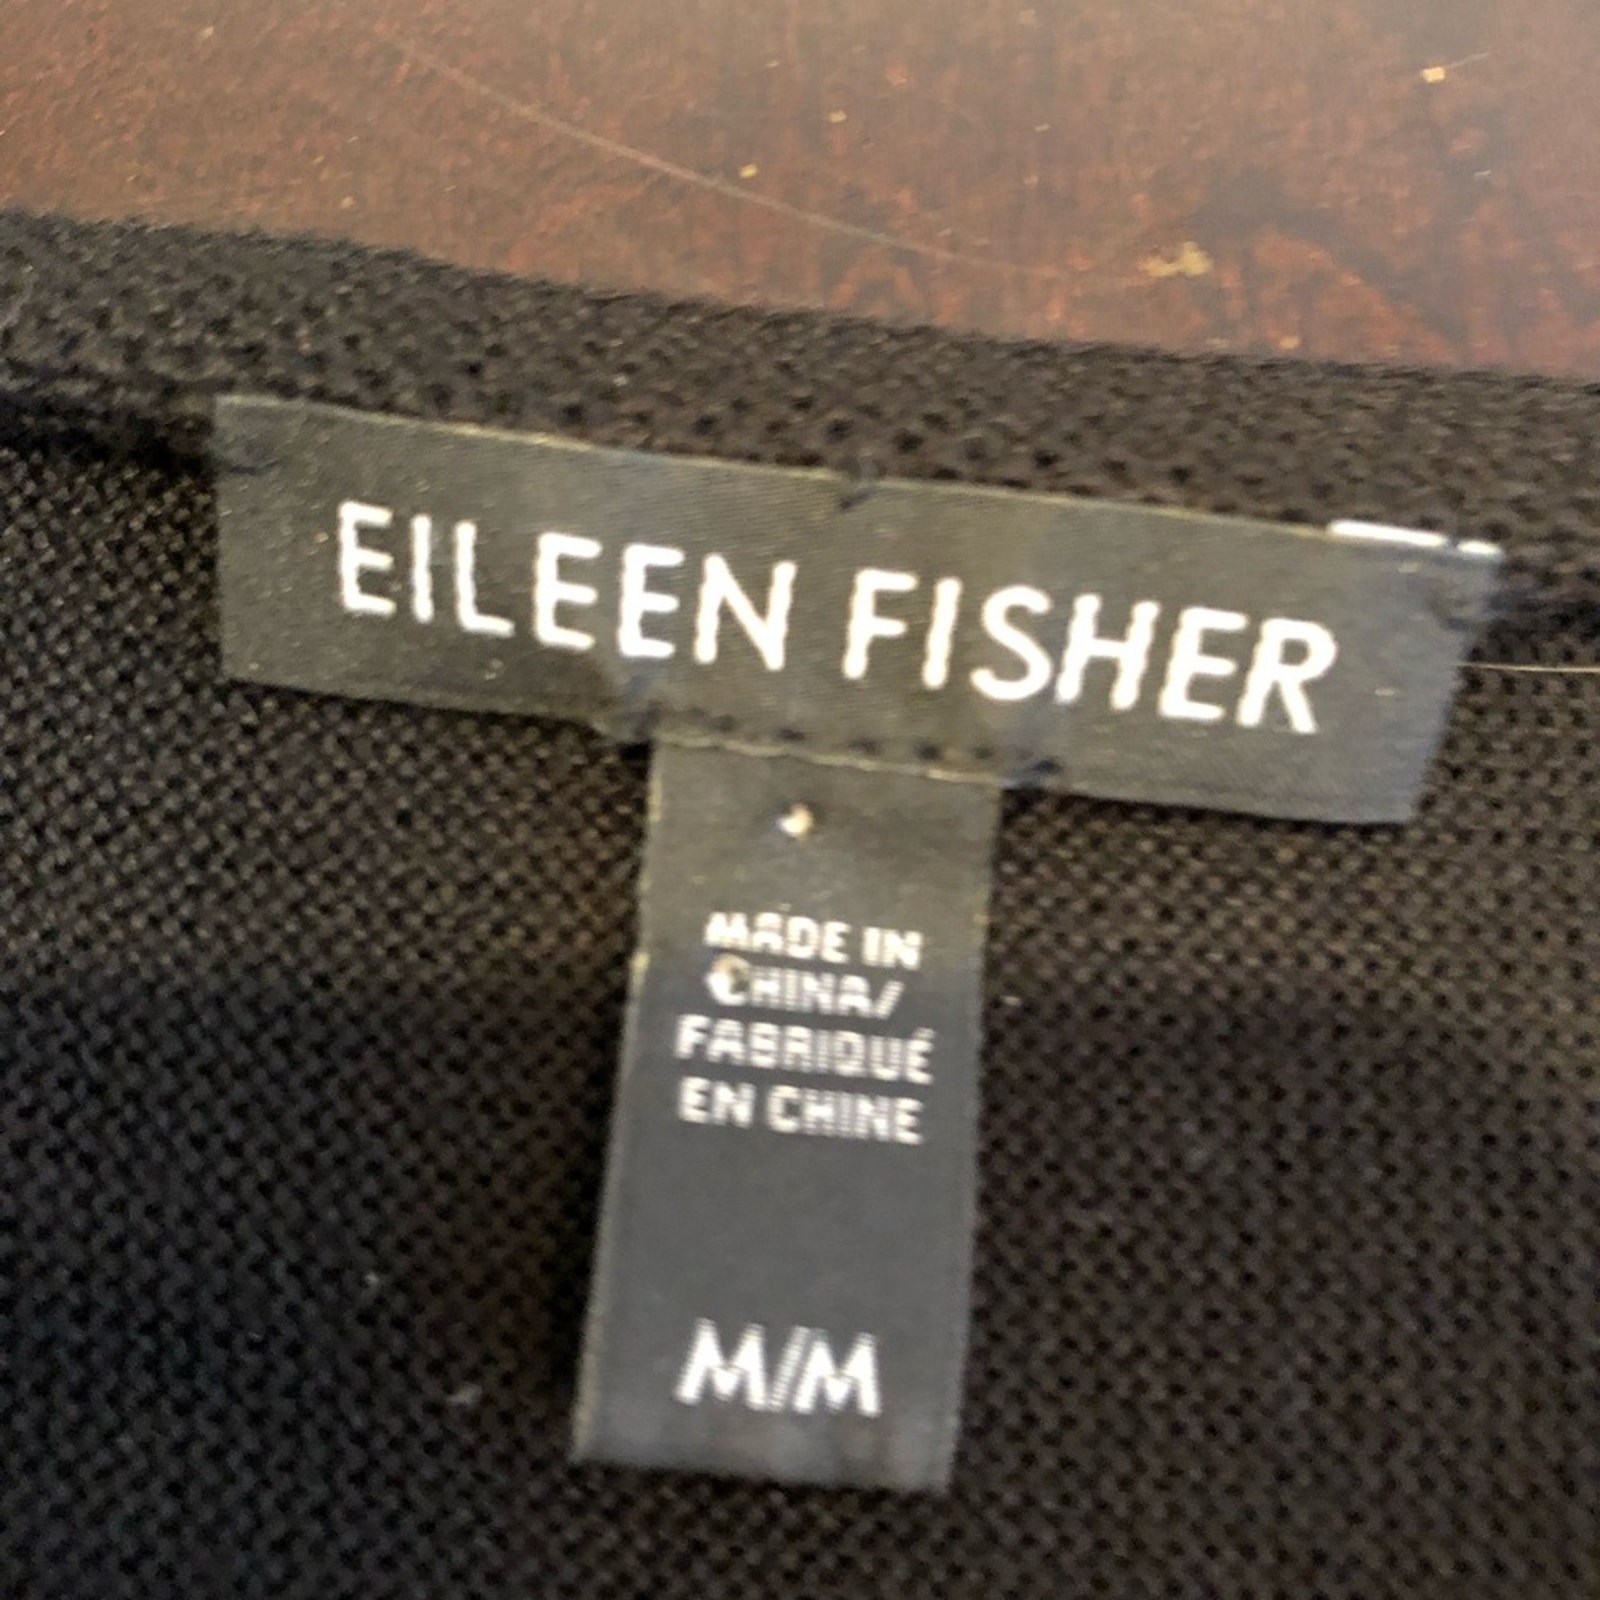 EILEEN FISHER
MADE IN
CHINA/
FABRIQUÉ
EN CHINE
M/M